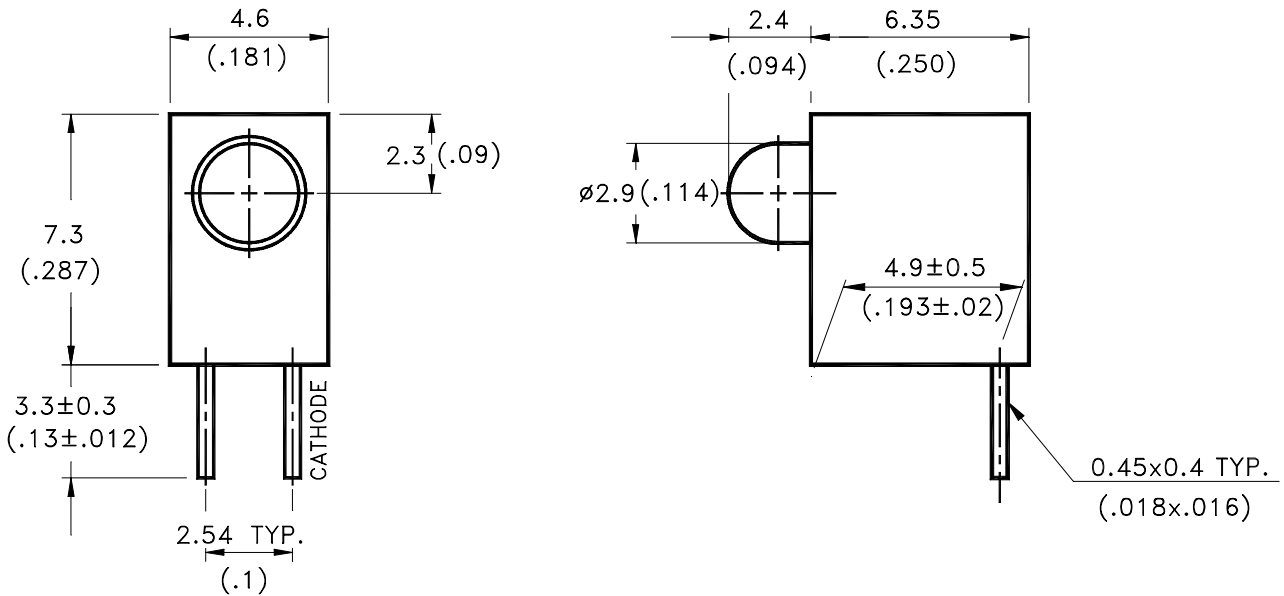 4.6
(.181)
2.4
(.094)
6.35
(.250)
2.3 (.09)
ø2.9(.114)
7.3
(.287)
4.9±0.5
(.193±.02)
3.3±0.3
(.13±.012)
CATHODE
0.45x0.4 TYP.
(.018x.016)
2.54 TYP.
(.1)